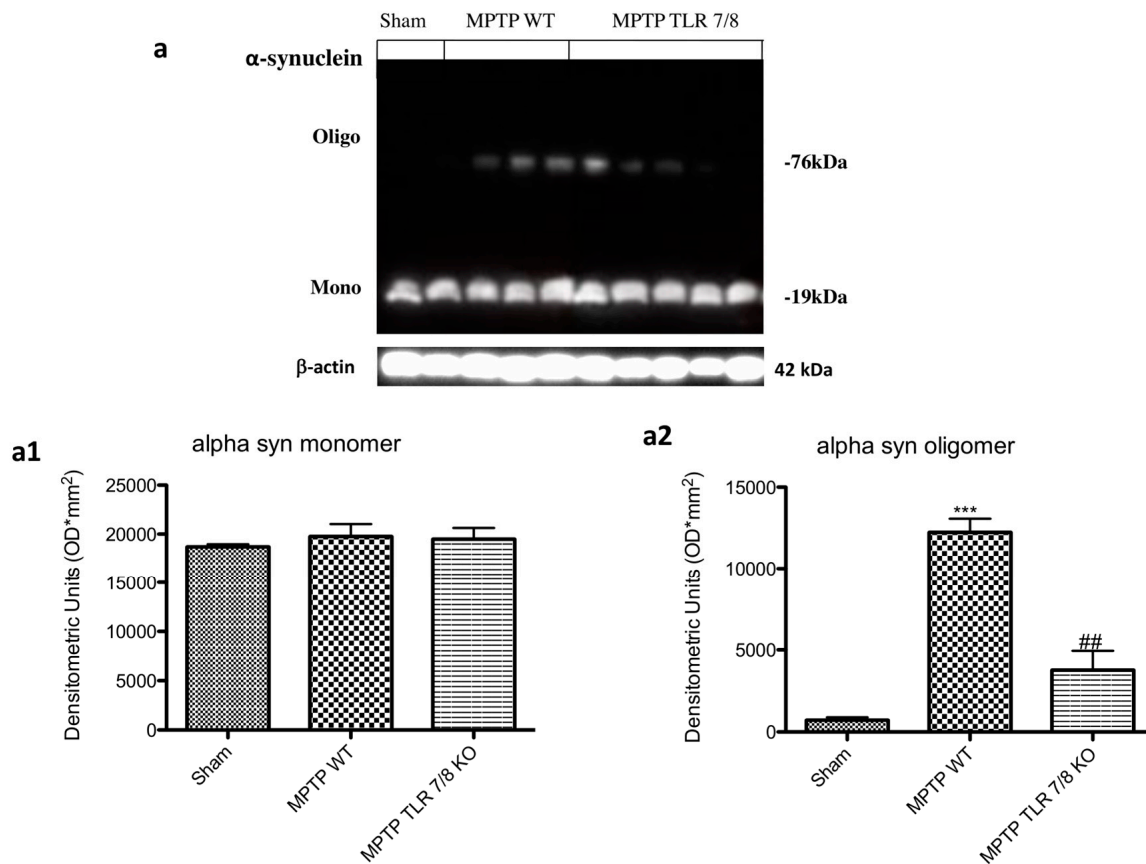 Sham MPTP WT MPTP TLR 7/8
a
α-synuclein
Oligo
-76kDa
Mono
-19kDa
β-actin
42 kDa
a1
alpha syn monomer
Densitometric Units (OD*mm²)
25000
20000
15000
10000
5000
0
Sham
MPTP WT
MPTP TLR 7/8 KO
a2
alpha syn oligomer
Densitometric Units (OD*mm²)
15000
10000
5000
0
***
##
Sham
MPTP WT
MPTP TLR 7/8 KO